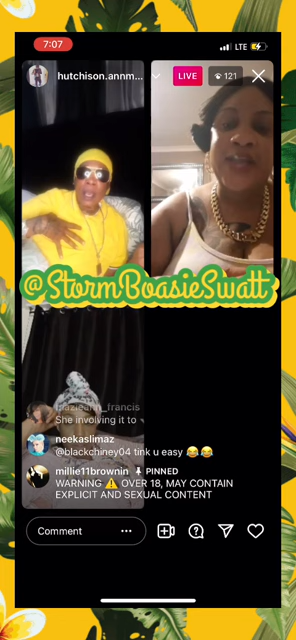 7:07
LTE
hutchison.annm...
LIVE
121
@StormBoasieSwatt
mazieann_francis
She involving it to
neekaslimaz
@blackchiney04 tink u easy 😂😂
millie11brownin PINNED
WARNING ⚠️ OVER 18, MAY CONTAIN
EXPLICIT AND SEXUAL CONTENT
Comment